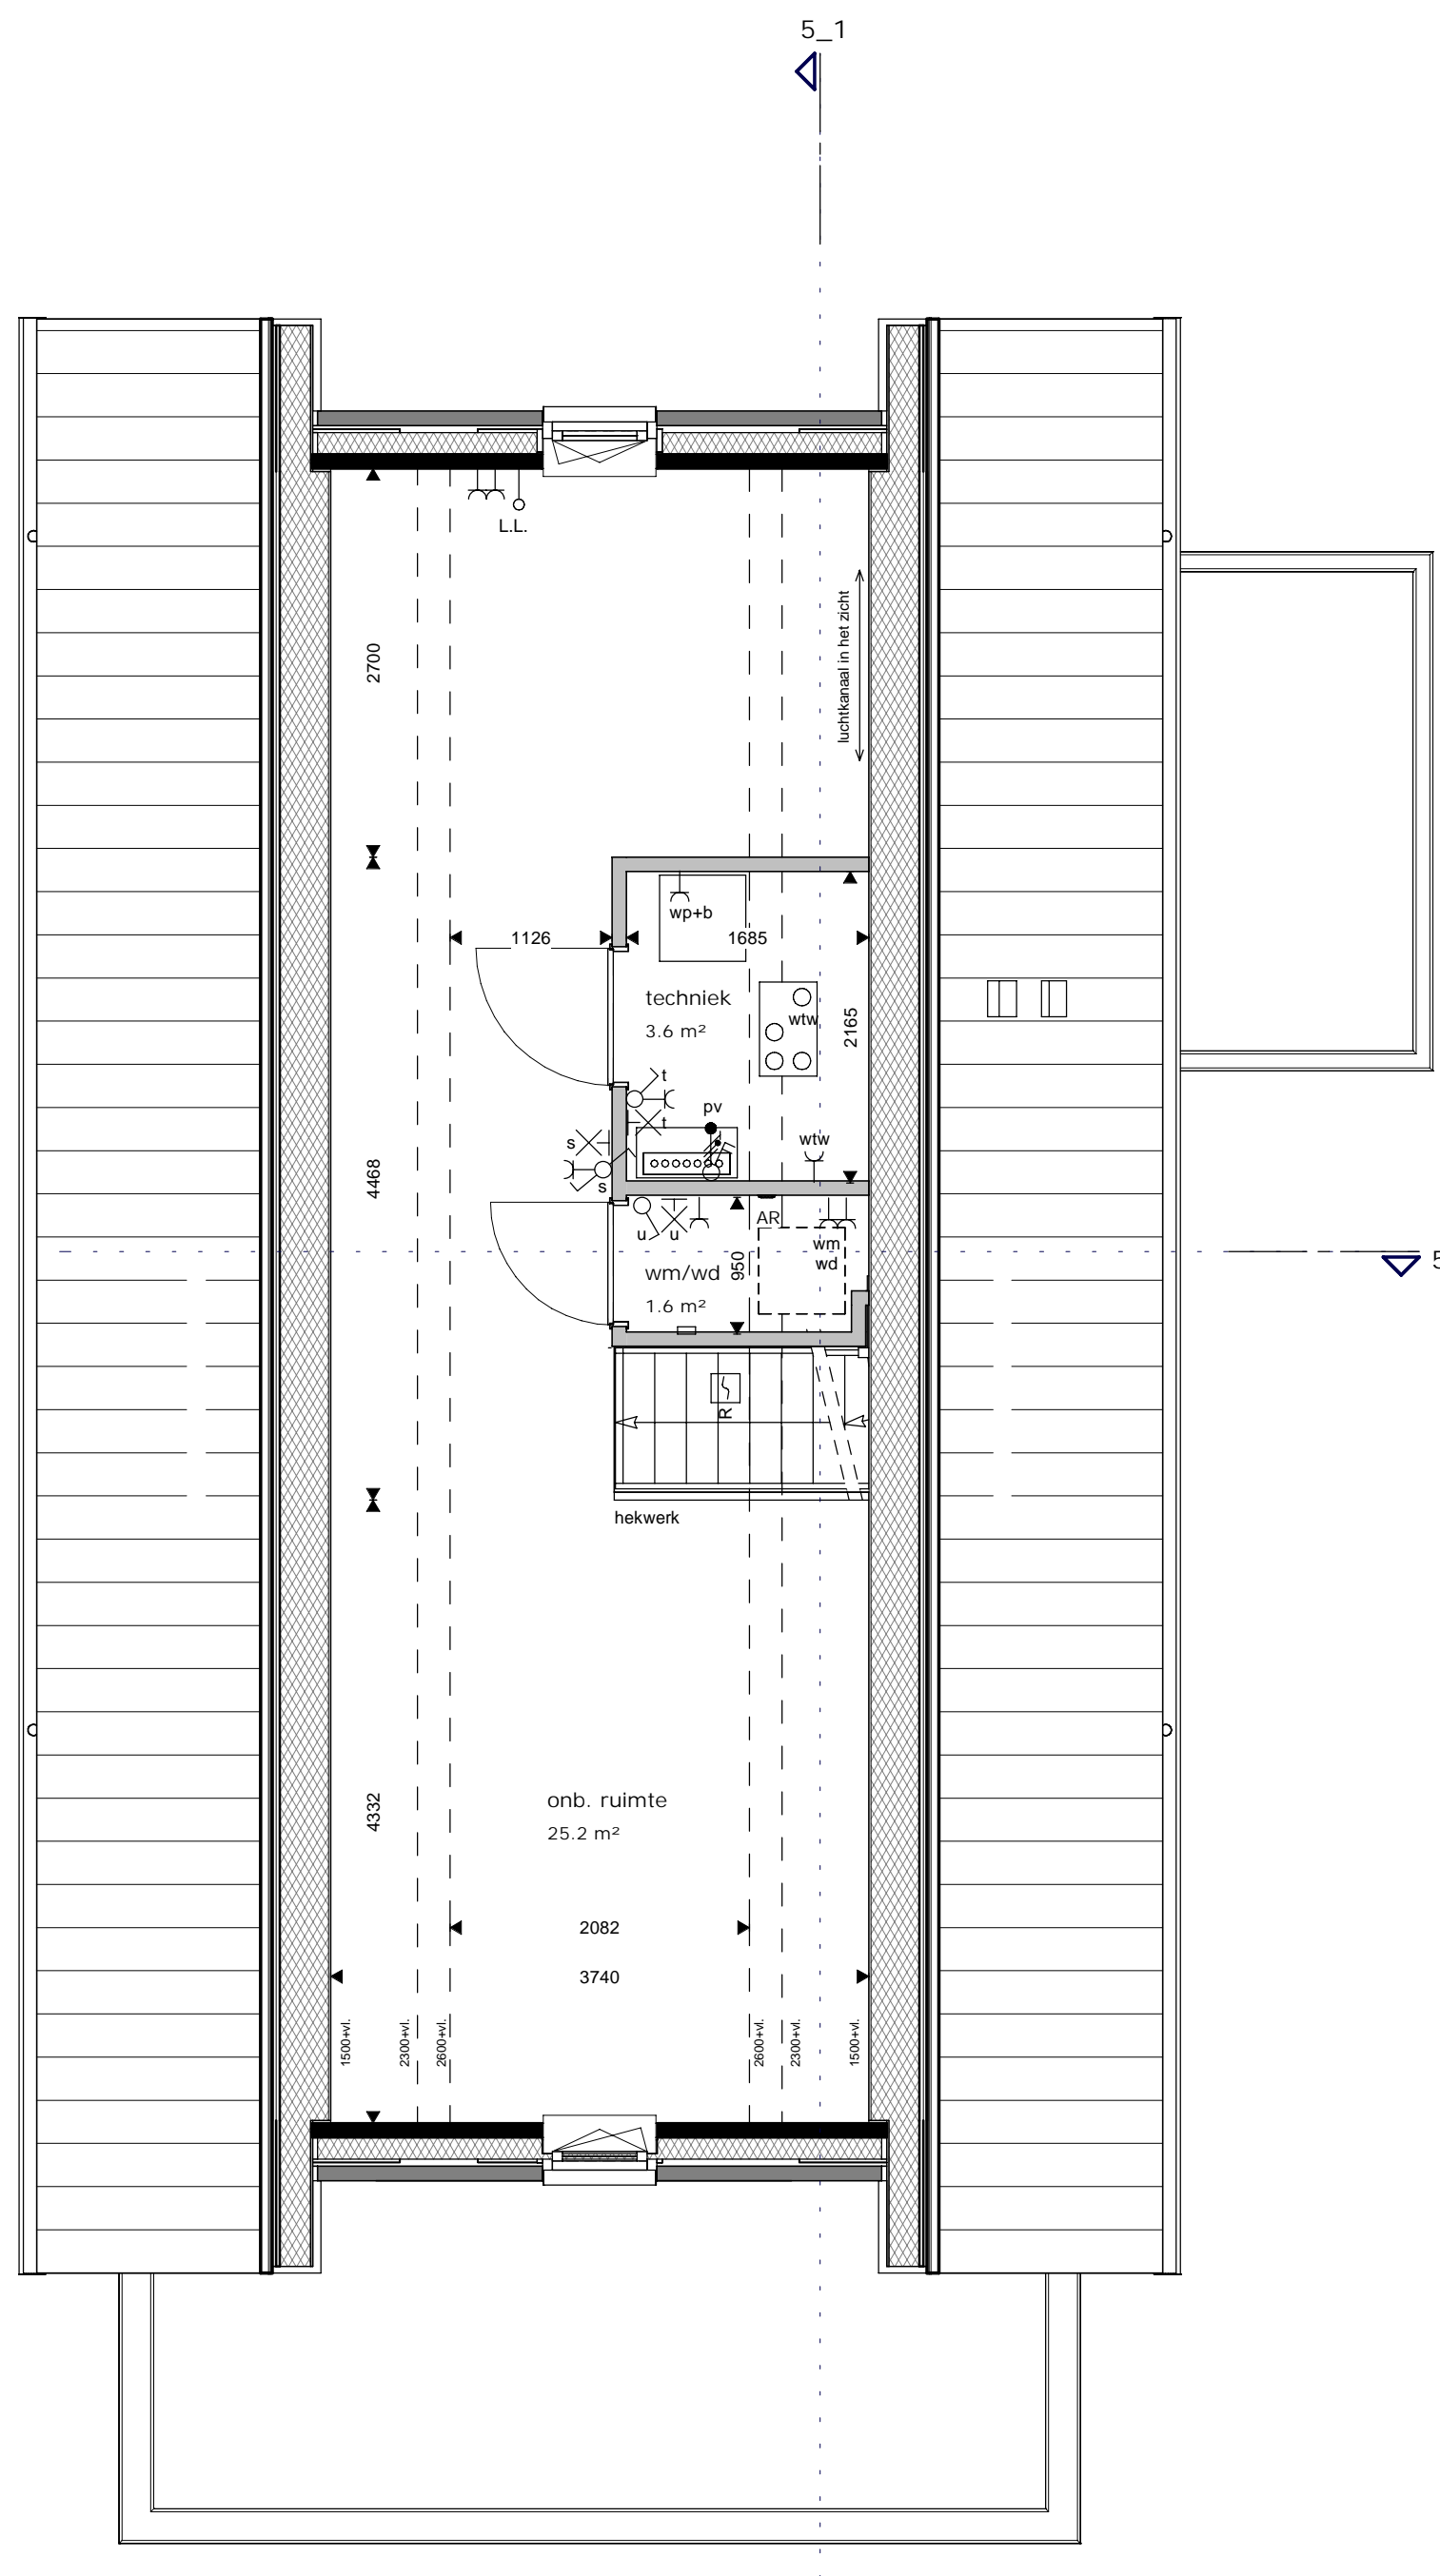 5_1
L.L.
2700
luchtkanaal in het zicht
wp+b
1126
1685
techniek
3.6 m²
wtw
2165
t
pv
t
s
wtw
s
4468
AR
u
u
wm
wd
950
wm/wd
1.6 m²
5
R
hekwerk
onb. ruimte
25.2 m²
4332
2082
3740
1500+vl.
2300+vl.
2600+vl.
2600+vl.
2300+vl.
1500+vl.